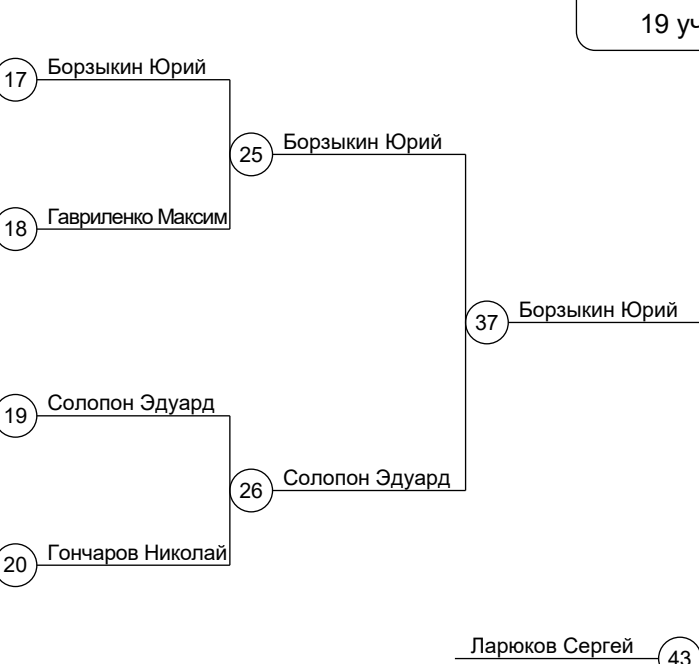 19 уч
17 Борзыкин Юрий
25 Борзыкин Юрий
18 Гавриленко Максим
37 Борзыкин Юрий
19 Солопон Эдуард
26 Солопон Эдуард
20 Гончаров Николай
Ларюков Сергей 43